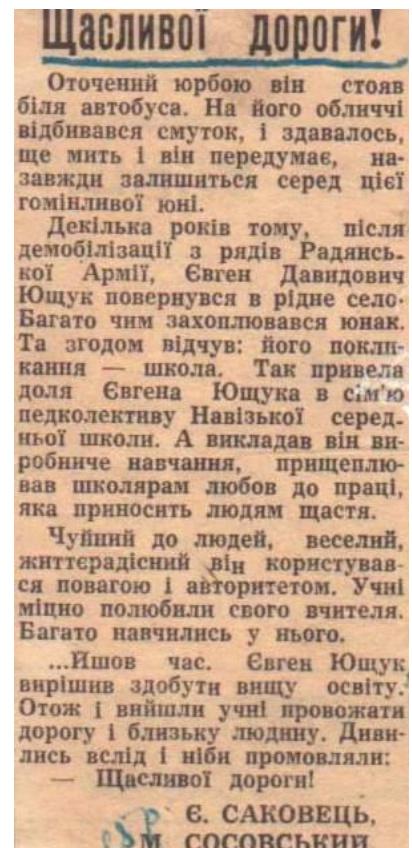 Щасливої дороги!
Оточений юрбою він стояв
біля автобуса. На його обличчі
відбивався смуток, і здавалось,
ще мить і він передумає, на-
завжди залишиться серед цієї
гомінливої юні.
Декілька років тому, після
демобілізації з рядів Радянсь-
кої Армії, Євген Давидович
Ющук повернувся в рідне село.
Багато чим захоплювався юнак.
Та згодом відчув: його покли-
кання — школа. Так привела
доля Євгена Ющука в сім'ю
педколективу Навізької серед-
ньої школи. А викладав він ви-
робниче навчання, прищеплю-
вав школярам любов до праці,
яка приносить людям щастя.
Чуйний до людей, веселий,
життєрадісний він користував-
ся повагою і авторитетом. Учні
міцно полюбили свого вчителя.
Багато навчились у нього.
...Йшов час. Євген Ющук
вирішив здобути вищу освіту.
Отож і вийшли учні провожати
дорогу і близьку людину. Диви-
лись вслід і ніби промовляли:
— Щасливої дороги!
Є. САКОВЕЦЬ,
М. СОСОВСЬКИЙ